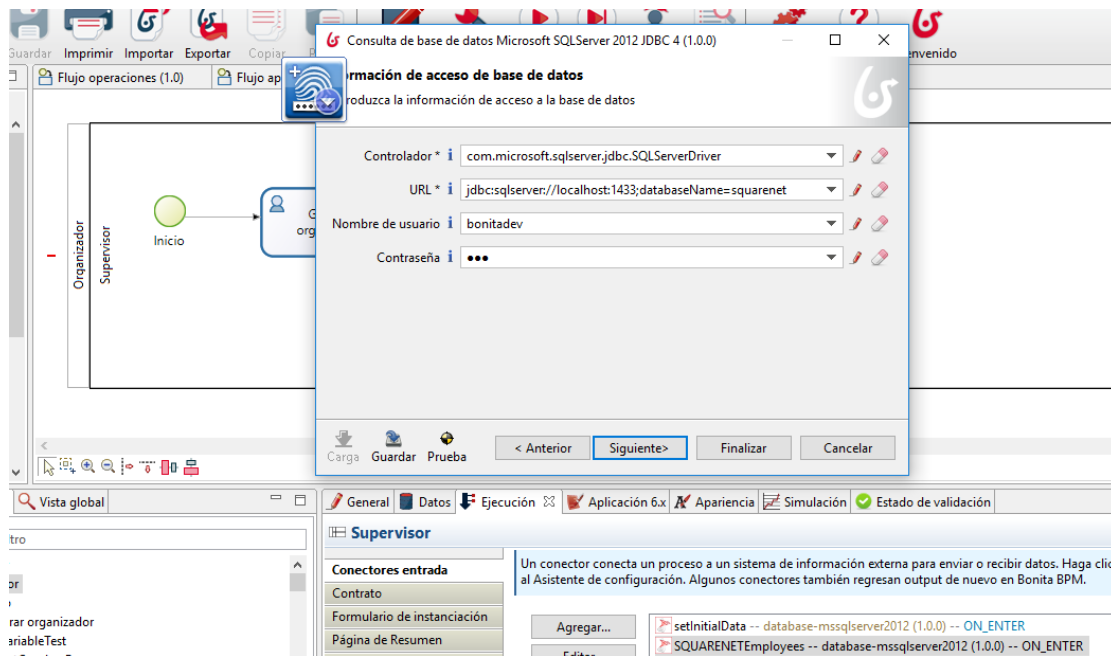 Guardar Imprimir Importar Exportar Copiar
Consulta de base de datos Microsoft SQLServer 2012 JDBC 4 (1.0.0)
Flujo operaciones (1.0) Flujo ap
ormación de acceso de base de datos
roduzca la información de acceso a la base de datos
envenido
Controlador * i com.microsoft.sqlserver.jdbc.SQLServerDriver
URL * i jdbc:sqlserver://localhost:1433;databaseName=squarenet
Nombre de usuario i bonitadev
Contraseña i ●●●
Organizador
Supervisor
Inicio
G
org
Carga Guardar Prueba < Anterior Siguiente> Finalizar Cancelar
Vista global
General Datos Ejecución Aplicación 6.x Apariencia Simulación Estado de validación
tro
Supervisor
Conectores entrada
Contrato
Formulario de instanciación
Página de Resumen
Un conector conecta un proceso a un sistema de información externa para enviar o recibir datos. Haga clic
al Asistente de configuración. Algunos conectores también regresan output de nuevo en Bonita BPM.
or
rar organizador
ariableTest
Agregar... setInitialData -- database-mssqlserver2012 (1.0.0) -- ON_ENTER
Editar... SQUARENETEmployees -- database-mssqlserver2012 (1.0.0) -- ON_ENTER